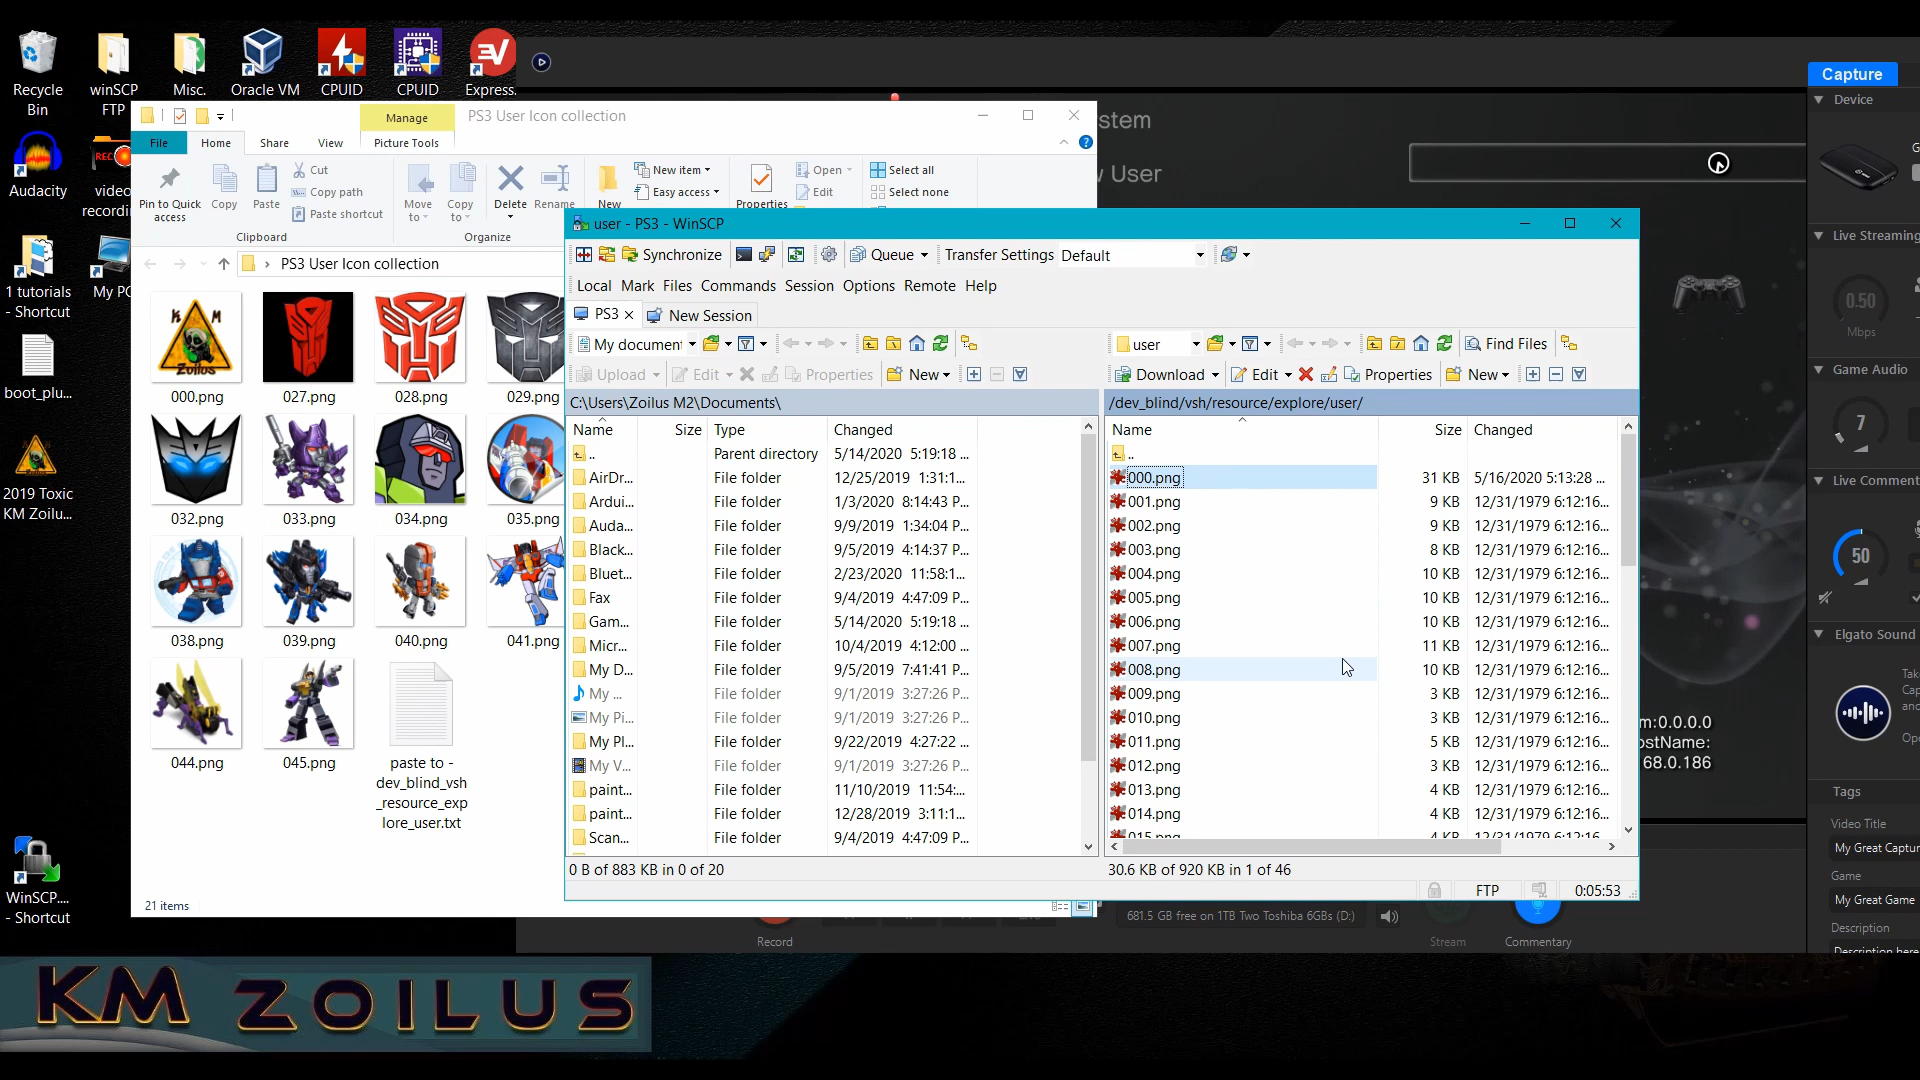 Recycle
Bin
winSCP
FTP
Misc.
Oracle VM
CPUID
CPUID
Express.
Audacity
video
recordin
1 tutorials
- Shortcut
My PC
boot_plu...
2019 Toxic
KM Zoilu...
WinSCP....
- Shortcut
Manage
PS3 User Icon collection
File
Home
Share
View
Picture Tools
Pin to Quick
access
Copy
Paste
Cut
Copy path
Paste shortcut
Clipboard
Move
to
Copy
to
Delete
Rename
Organize
New
New item
Easy access
Properties
Open
Edit
Select all
Select none
PS3 User Icon collection
000.png
027.png
028.png
029.png
032.png
033.png
034.png
035.png
038.png
039.png
040.png
041.png
044.png
045.png
paste to -
dev_blind_vsh
_resource_exp
lore_user.txt
21 items
user - PS3 - WinSCP
Synchronize
Queue
Transfer Settings
Default
Local
Mark
Files
Commands
Session
Options
Remote
Help
PS3
New Session
My document
user
Find Files
Upload
Edit
Properties
New
Download
Edit
Properties
New
C:\Users\Zoilus M2\Documents\
Name Size Type Changed
.. Parent directory 5/14/2020 5:19:18 ...
AirDr... File folder 12/25/2019 1:31:1...
Ardui... File folder 1/3/2020 8:14:43 P...
Auda... File folder 9/9/2019 1:34:04 P...
Black... File folder 9/5/2019 4:14:37 P...
Bluet... File folder 2/23/2020 11:58:1...
Fax File folder 9/4/2019 4:47:09 P...
Gam... File folder 5/14/2020 5:19:18 ...
Micr... File folder 10/4/2019 4:12:00 ...
My D... File folder 9/5/2019 7:41:41 P...
My ... File folder 9/1/2019 3:27:26 P...
My Pi... File folder 9/1/2019 3:27:26 P...
My Pl... File folder 9/22/2019 4:27:22 ...
My V... File folder 9/1/2019 3:27:26 P...
paint... File folder 11/10/2019 11:54:...
paint... File folder 12/28/2019 3:11:1...
Scan... File folder 9/4/2019 4:47:09 P...
0 B of 883 KB in 0 of 20
/dev_blind/vsh/resource/explore/user/
Name Size Changed
..
000.png 31 KB 5/16/2020 5:13:28 ...
001.png 9 KB 12/31/1979 6:12:16...
002.png 9 KB 12/31/1979 6:12:16...
003.png 8 KB 12/31/1979 6:12:16...
004.png 10 KB 12/31/1979 6:12:16...
005.png 10 KB 12/31/1979 6:12:16...
006.png 10 KB 12/31/1979 6:12:16...
007.png 11 KB 12/31/1979 6:12:16...
008.png 10 KB 12/31/1979 6:12:16...
009.png 3 KB 12/31/1979 6:12:16...
010.png 3 KB 12/31/1979 6:12:16...
011.png 5 KB 12/31/1979 6:12:16...
012.png 3 KB 12/31/1979 6:12:16...
013.png 4 KB 12/31/1979 6:12:16...
014.png 4 KB 12/31/1979 6:12:16...
015.png 4 KB 12/31/1979 6:12:16...
30.6 KB of 920 KB in 1 of 46
FTP
0:05:53
stem
w User
m:0.0.0.0
ostName:
68.0.186
Capture
Device
Live Streaming
0.50
Mbps
Game Audio
7
Live Comment
50
Elgato Sound
Take
Cap
and
Ope
Tags
Video Title
My Great Captur
Game
My Great Game
Description
Description here
Record
681.5 GB free on 1TB Two Toshiba 6GBs (D:)
Stream
Commentary
KM ZOILUS